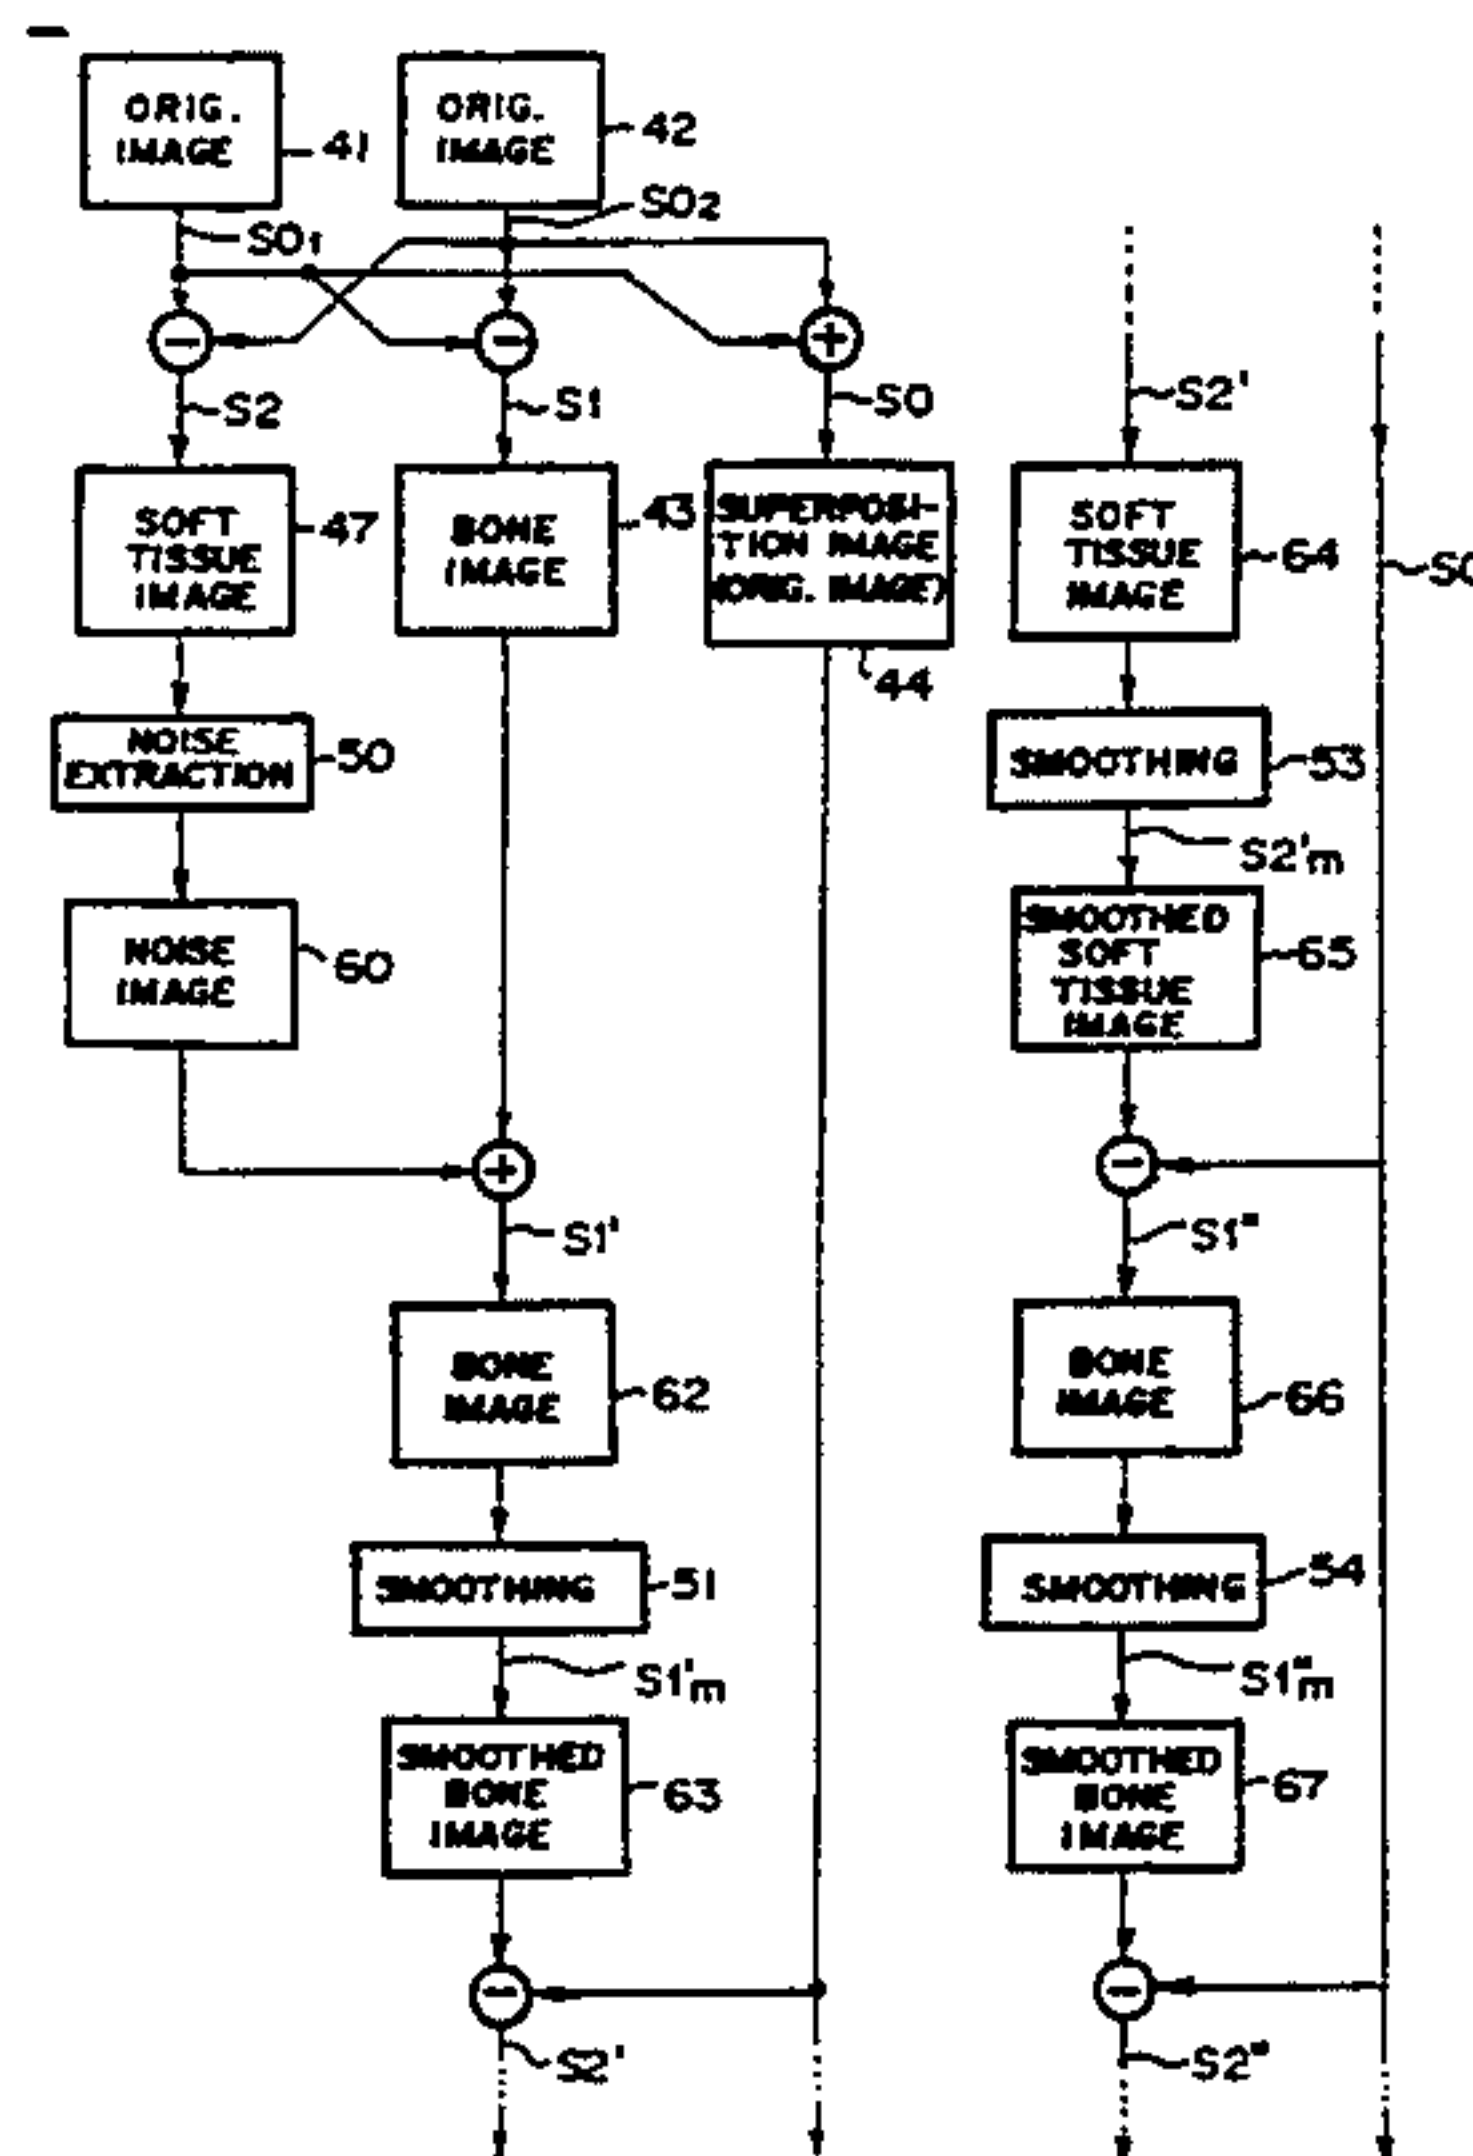 ORIG.
IMAGE
41
ORIG.
IMAGE
42
SO1
SO2
S2
S1
SO
SOFT
TISSUE
IMAGE
47
BONE
IMAGE
43
SUPERPOSI-
TION IMAGE
(ORIG. IMAGE)
44
NOISE
EXTRACTION
50
NOISE
IMAGE
60
S1'
BONE
IMAGE
62
SMOOTHING
51
S1'm
SMOOTHED
BONE
IMAGE
63
S2'
S2'
SOFT
TISSUE
IMAGE
64
SMOOTHING
53
S2'm
SMOOTHED
SOFT
TISSUE
IMAGE
65
S1"
BONE
IMAGE
66
SMOOTHING
54
S1"m
SMOOTHED
BONE
IMAGE
67
S2"